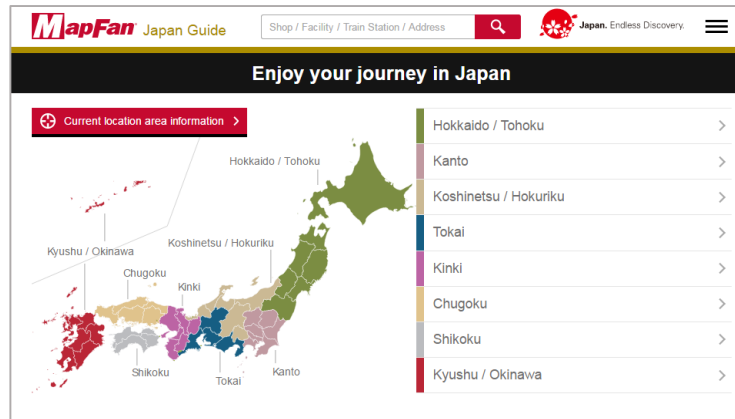 MapFan Japan Guide
Shop / Facility / Train Station / Address
Japan. Endless Discovery.
Enjoy your journey in Japan
Current location area information
Hokkaido / Tohoku
Kyushu / Okinawa
Koshinetsu / Hokuriku
Chugoku
Kinki
Shikoku
Tokai
Kanto
Hokkaido / Tohoku
Kanto
Koshinetsu / Hokuriku
Tokai
Kinki
Chugoku
Shikoku
Kyushu / Okinawa